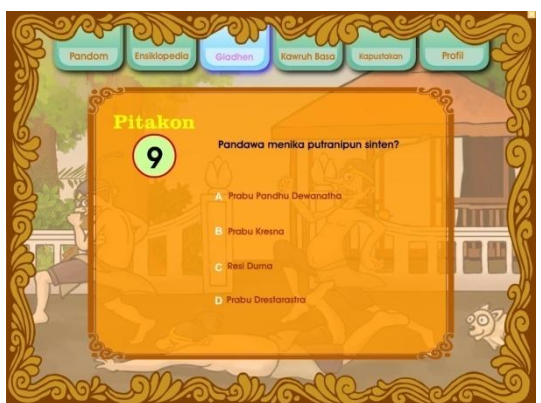 Pandom
Ensiklopedia
Gladhen
Kawruh Basa
Kapustakan
Profil
Pitakon
9
Pandawa menika putranipun sinten?
A Prabu Pandhu Dewanatha
B Prabu Kresna
C Resi Durna
D Prabu Drestarastra